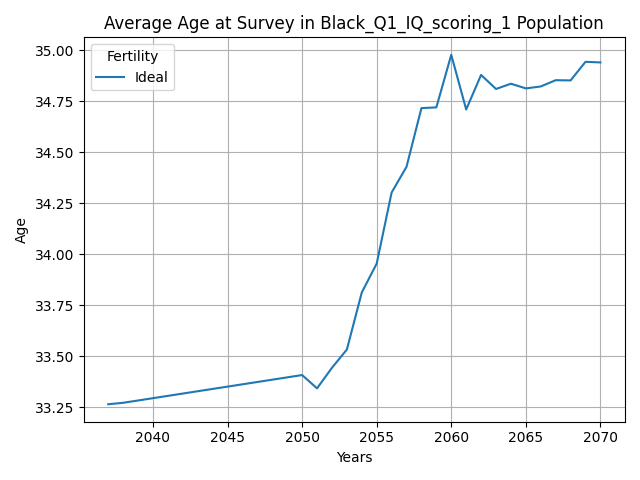 Average Age at Survey in Black_Q1_IQ_scoring_1 Population
Fertility
Ideal
35.00
34.75
34.50
34.25
34.00
33.75
33.50
33.25
Age
2040 2045 2050 2055 2060 2065 2070
Years